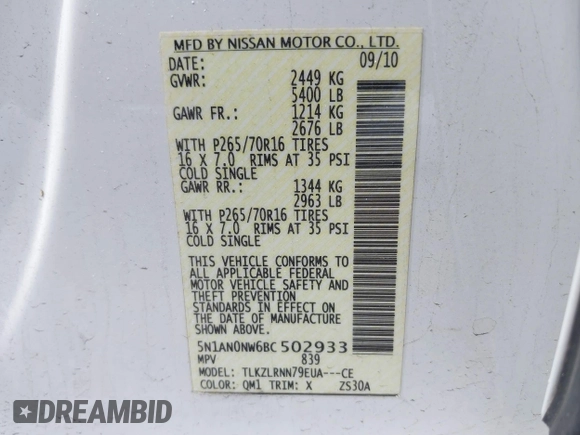 MFD BY NISSAN MOTOR CO., LTD.
DATE: 09/10
GVWR: 2449 KG
5400 LB
GAWR FR.: 1214 KG
2676 LB
WITH P265/70R16 TIRES
16 X 7.0 RIMS AT 35 PSI
COLD SINGLE
GAWR RR.: 1344 KG
2963 LB
WITH P265/70R16 TIRES
16 X 7.0 RIMS AT 35 PSI
COLD SINGLE
THIS VEHICLE CONFORMS TO
ALL APPLICABLE FEDERAL
MOTOR VEHICLE SAFETY AND
THEFT PREVENTION
STANDARDS IN EFFECT ON
THE DATE OF MANUFACTURE
SHOWN ABOVE.
5N1AN0NW6BC502933
MPV 839
MODEL: TLKZLRNN79EUA---CE
COLOR: QM1 TRIM: X ZS30A
DREAMBID
DREAMBID